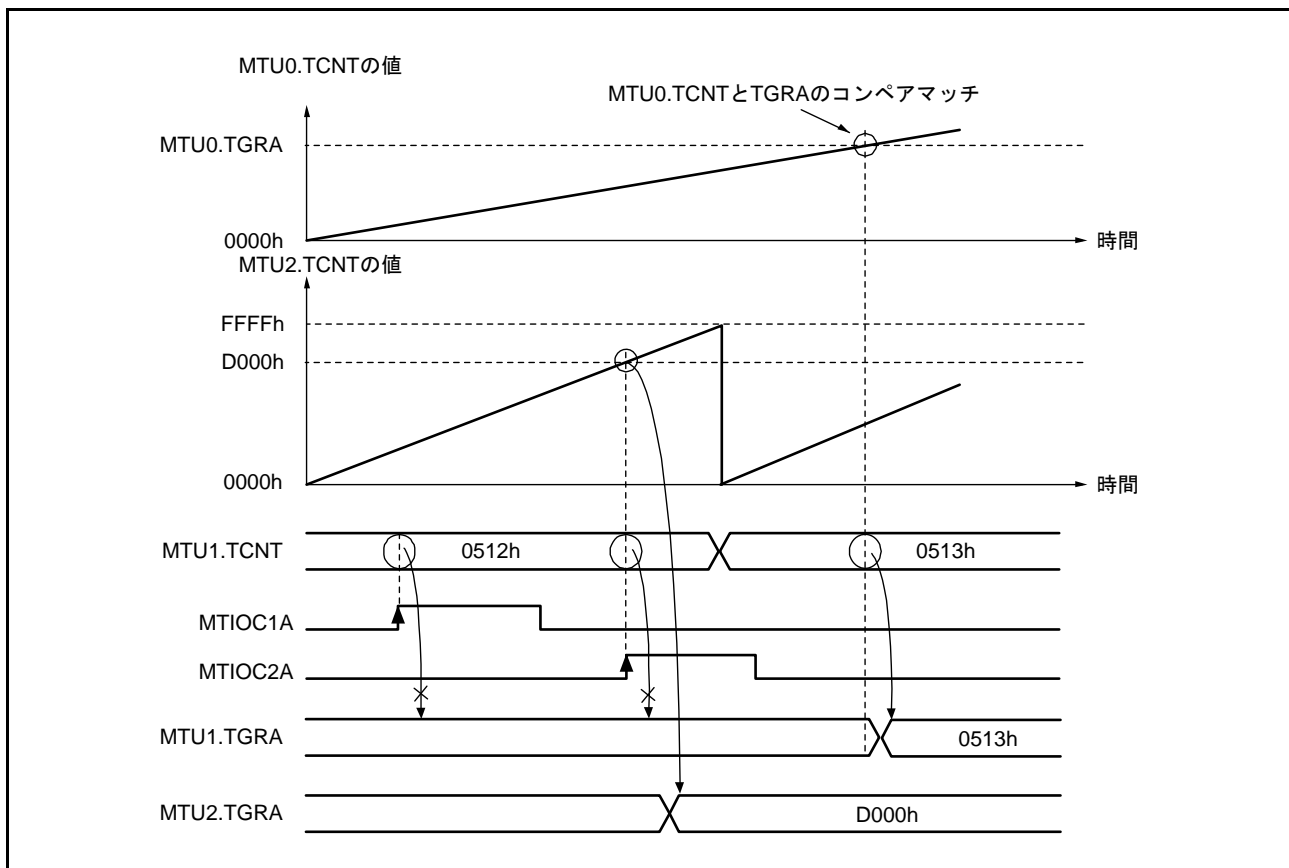 MTU0.TCNTの値
MTU0.TCNTとTGRAのコンペアマッチ
MTU0.TGRA
0000h
時間
MTU2.TCNTの値
FFFFh
D000h
0000h
時間
MTU1.TCNT
0512h
0513h
MTIOC1A
MTIOC2A
MTU1.TGRA
0513h
MTU2.TGRA
D000h